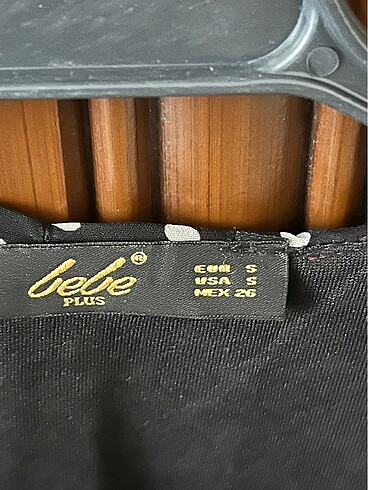 bebe®
PLUS
EUR S
USA S
MEX 26